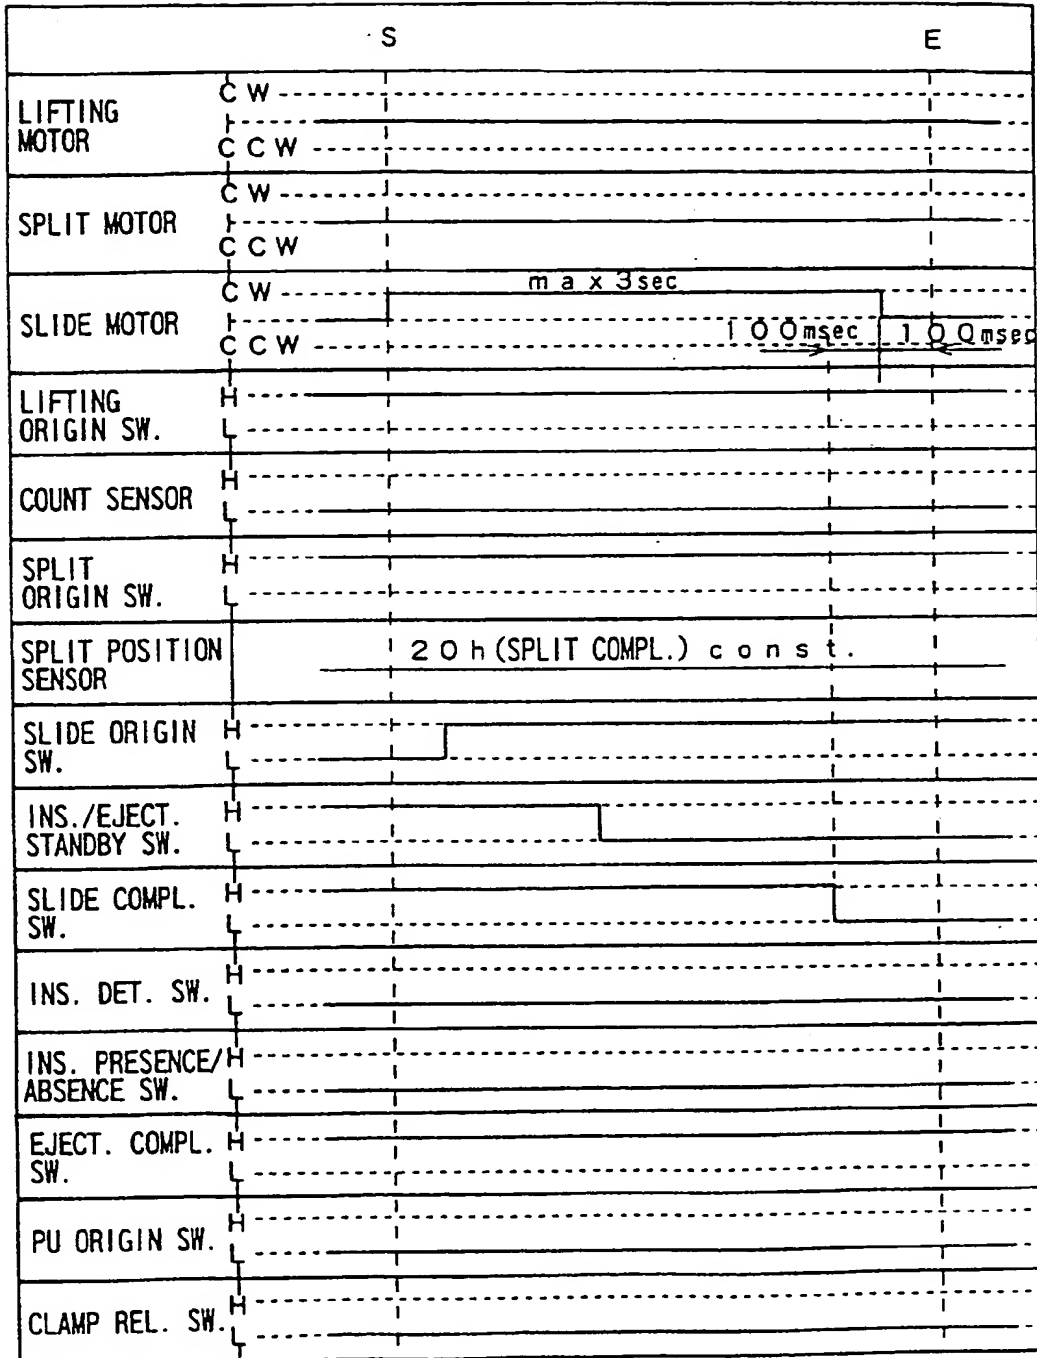 S E
LIFTING
MOTOR
CW
CCW
SPLIT MOTOR
CW
CCW
SLIDE MOTOR
CW
CCW
max 3sec
100msec 100msec
LIFTING
ORIGIN SW.
H
L
COUNT SENSOR
H
L
SPLIT
ORIGIN SW.
H
L
SPLIT POSITION
SENSOR
20h (SPLIT COMPL.) const.
SLIDE ORIGIN
SW.
H
L
INS./EJECT.
STANDBY SW.
H
L
SLIDE COMPL.
SW.
H
L
INS. DET. SW.
H
L
INS. PRESENCE/
ABSENCE SW.
H
L
EJECT. COMPL.
SW.
H
L
PU ORIGIN SW.
H
L
CLAMP REL. SW.
H
L